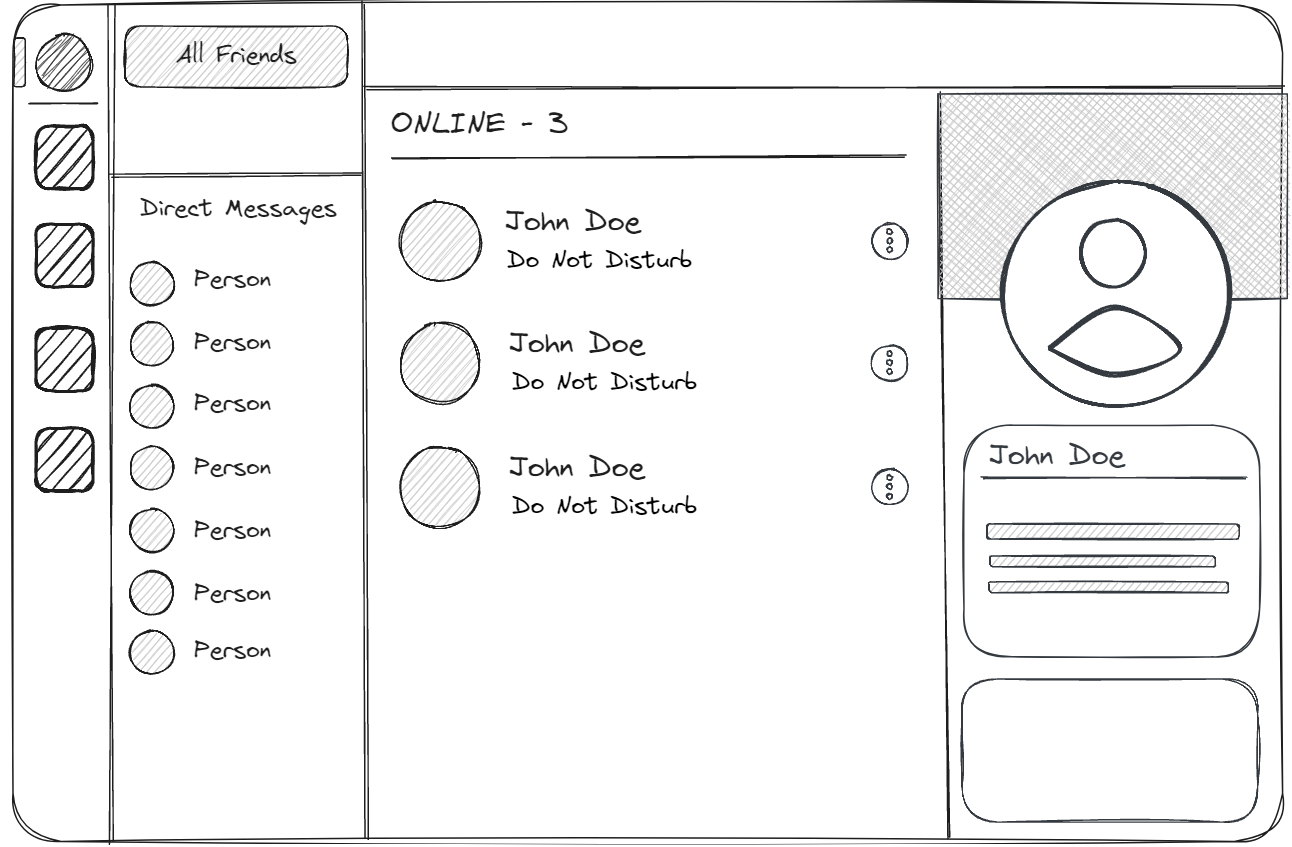 All Friends
Direct Messages
Person
Person
Person
Person
Person
Person
Person
ONLINE - 3
John Doe
Do Not Disturb
John Doe
Do Not Disturb
John Doe
Do Not Disturb
John Doe